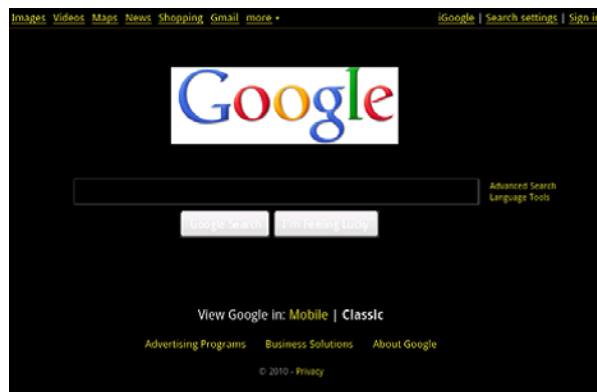 Images Videos Maps News Shopping Gmail more
iGoogle | Search settings | Sign in
Google
Advanced Search
Language Tools
Google Search I'm Feeling Lucky
View Google in: Mobile | Classic
Advertising Programs Business Solutions About Google
© 2010 - Privacy